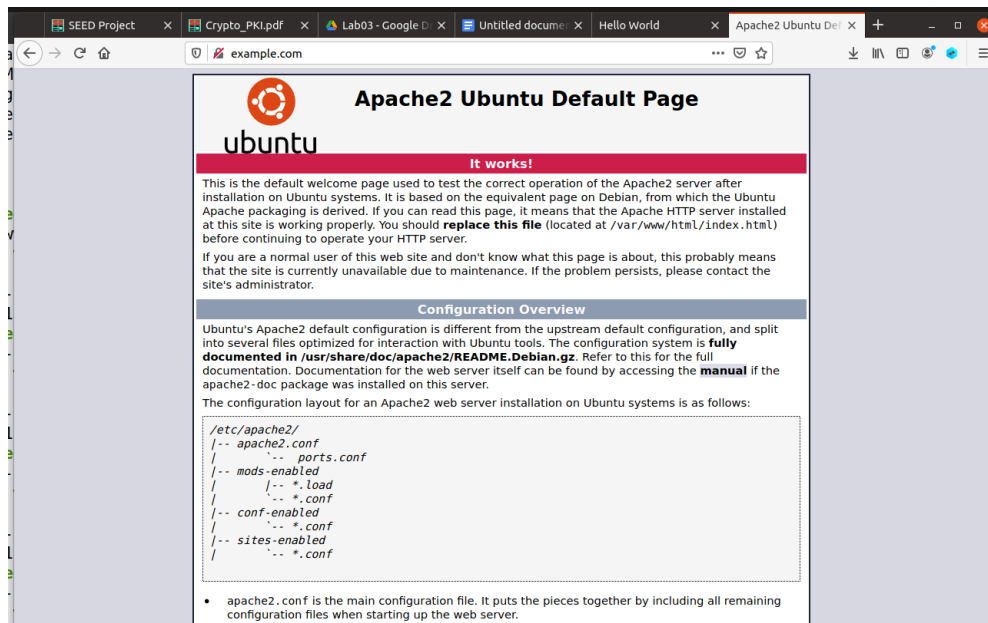 SEED Project
Crypto_PKI.pdf
Lab03 - Google Dr
Untitled documen
Hello World
Apache2 Ubuntu Def
example.com
ubuntu
Apache2 Ubuntu Default Page
It works!
This is the default welcome page used to test the correct operation of the Apache2 server after
installation on Ubuntu systems. It is based on the equivalent page on Debian, from which the Ubuntu
Apache packaging is derived. If you can read this page, it means that the Apache HTTP server installed
at this site is working properly. You should replace this file (located at /var/www/html/index.html)
before continuing to operate your HTTP server.
If you are a normal user of this web site and don't know what this page is about, this probably means
that the site is currently unavailable due to maintenance. If the problem persists, please contact the
site's administrator.
Configuration Overview
Ubuntu's Apache2 default configuration is different from the upstream default configuration, and split
into several files optimized for interaction with Ubuntu tools. The configuration system is fully
documented in /usr/share/doc/apache2/README.Debian.gz. Refer to this for the full
documentation. Documentation for the web server itself can be found by accessing the manual if the
apache2-doc package was installed on this server.
The configuration layout for an Apache2 web server installation on Ubuntu systems is as follows:
/etc/apache2/
|-- apache2.conf
|       `--  ports.conf
|-- mods-enabled
|       |-- *.load
|       `-- *.conf
|-- conf-enabled
|       `-- *.conf
|-- sites-enabled
|       `-- *.conf
• apache2.conf is the main configuration file. It puts the pieces together by including all remaining
configuration files when starting up the web server.